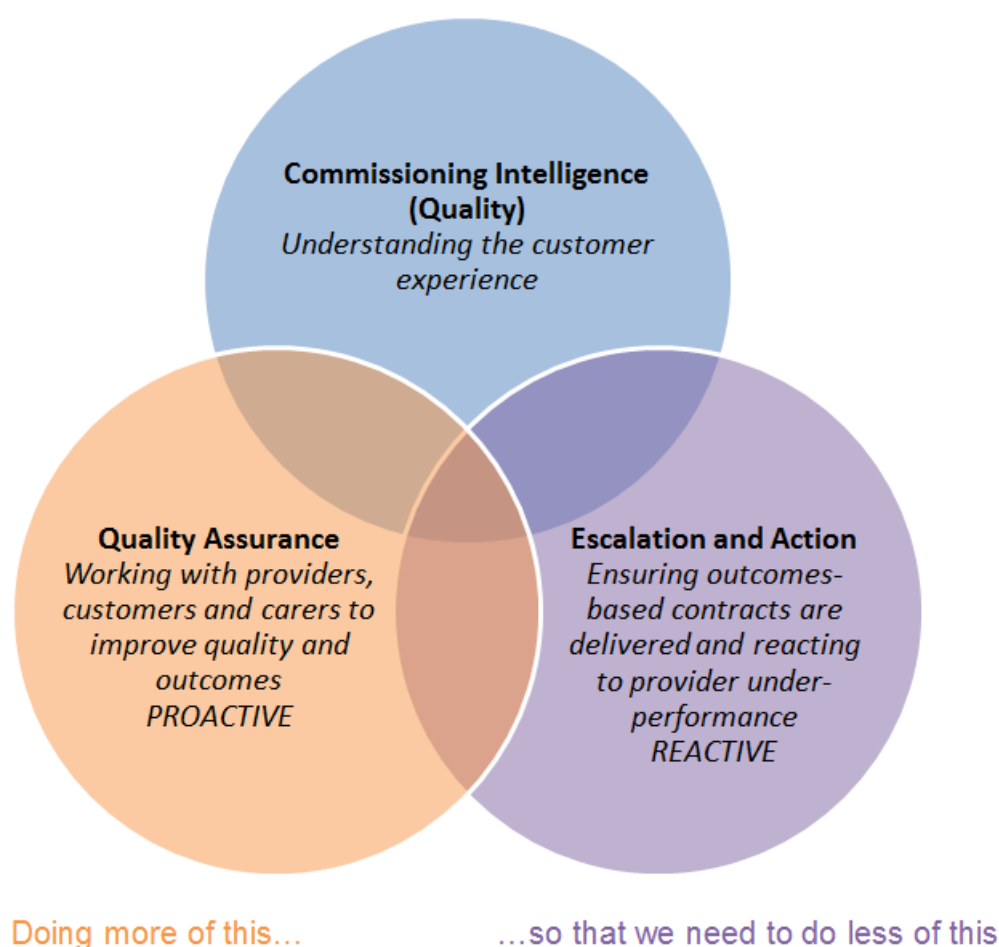 Commissioning Intelligence
(Quality)
Understanding the customer
experience
Quality Assurance
Working with providers,
customers and carers to
improve quality and
outcomes
PROACTIVE
Escalation and Action
Ensuring outcomes-
based contracts are
delivered and reacting
to provider under-
performance
REACTIVE
Doing more of this...
...so that we need to do less of this